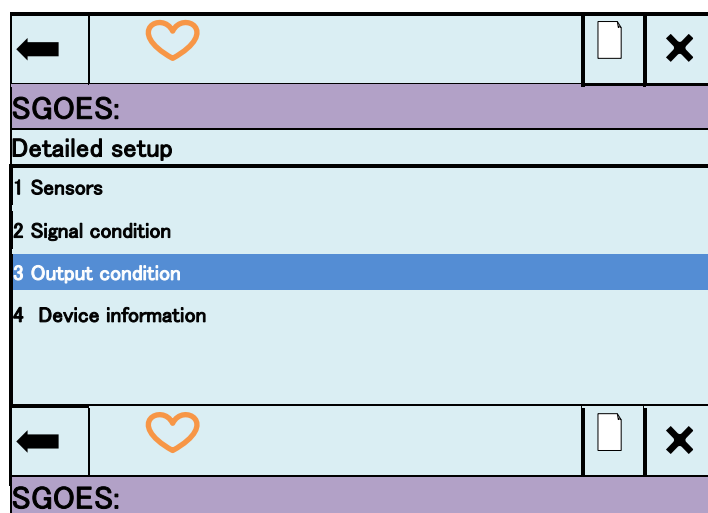 SGOES:
Detailed setup
1 Sensors
2 Signal condition
3 Output condition
4 Device information
SGOES: